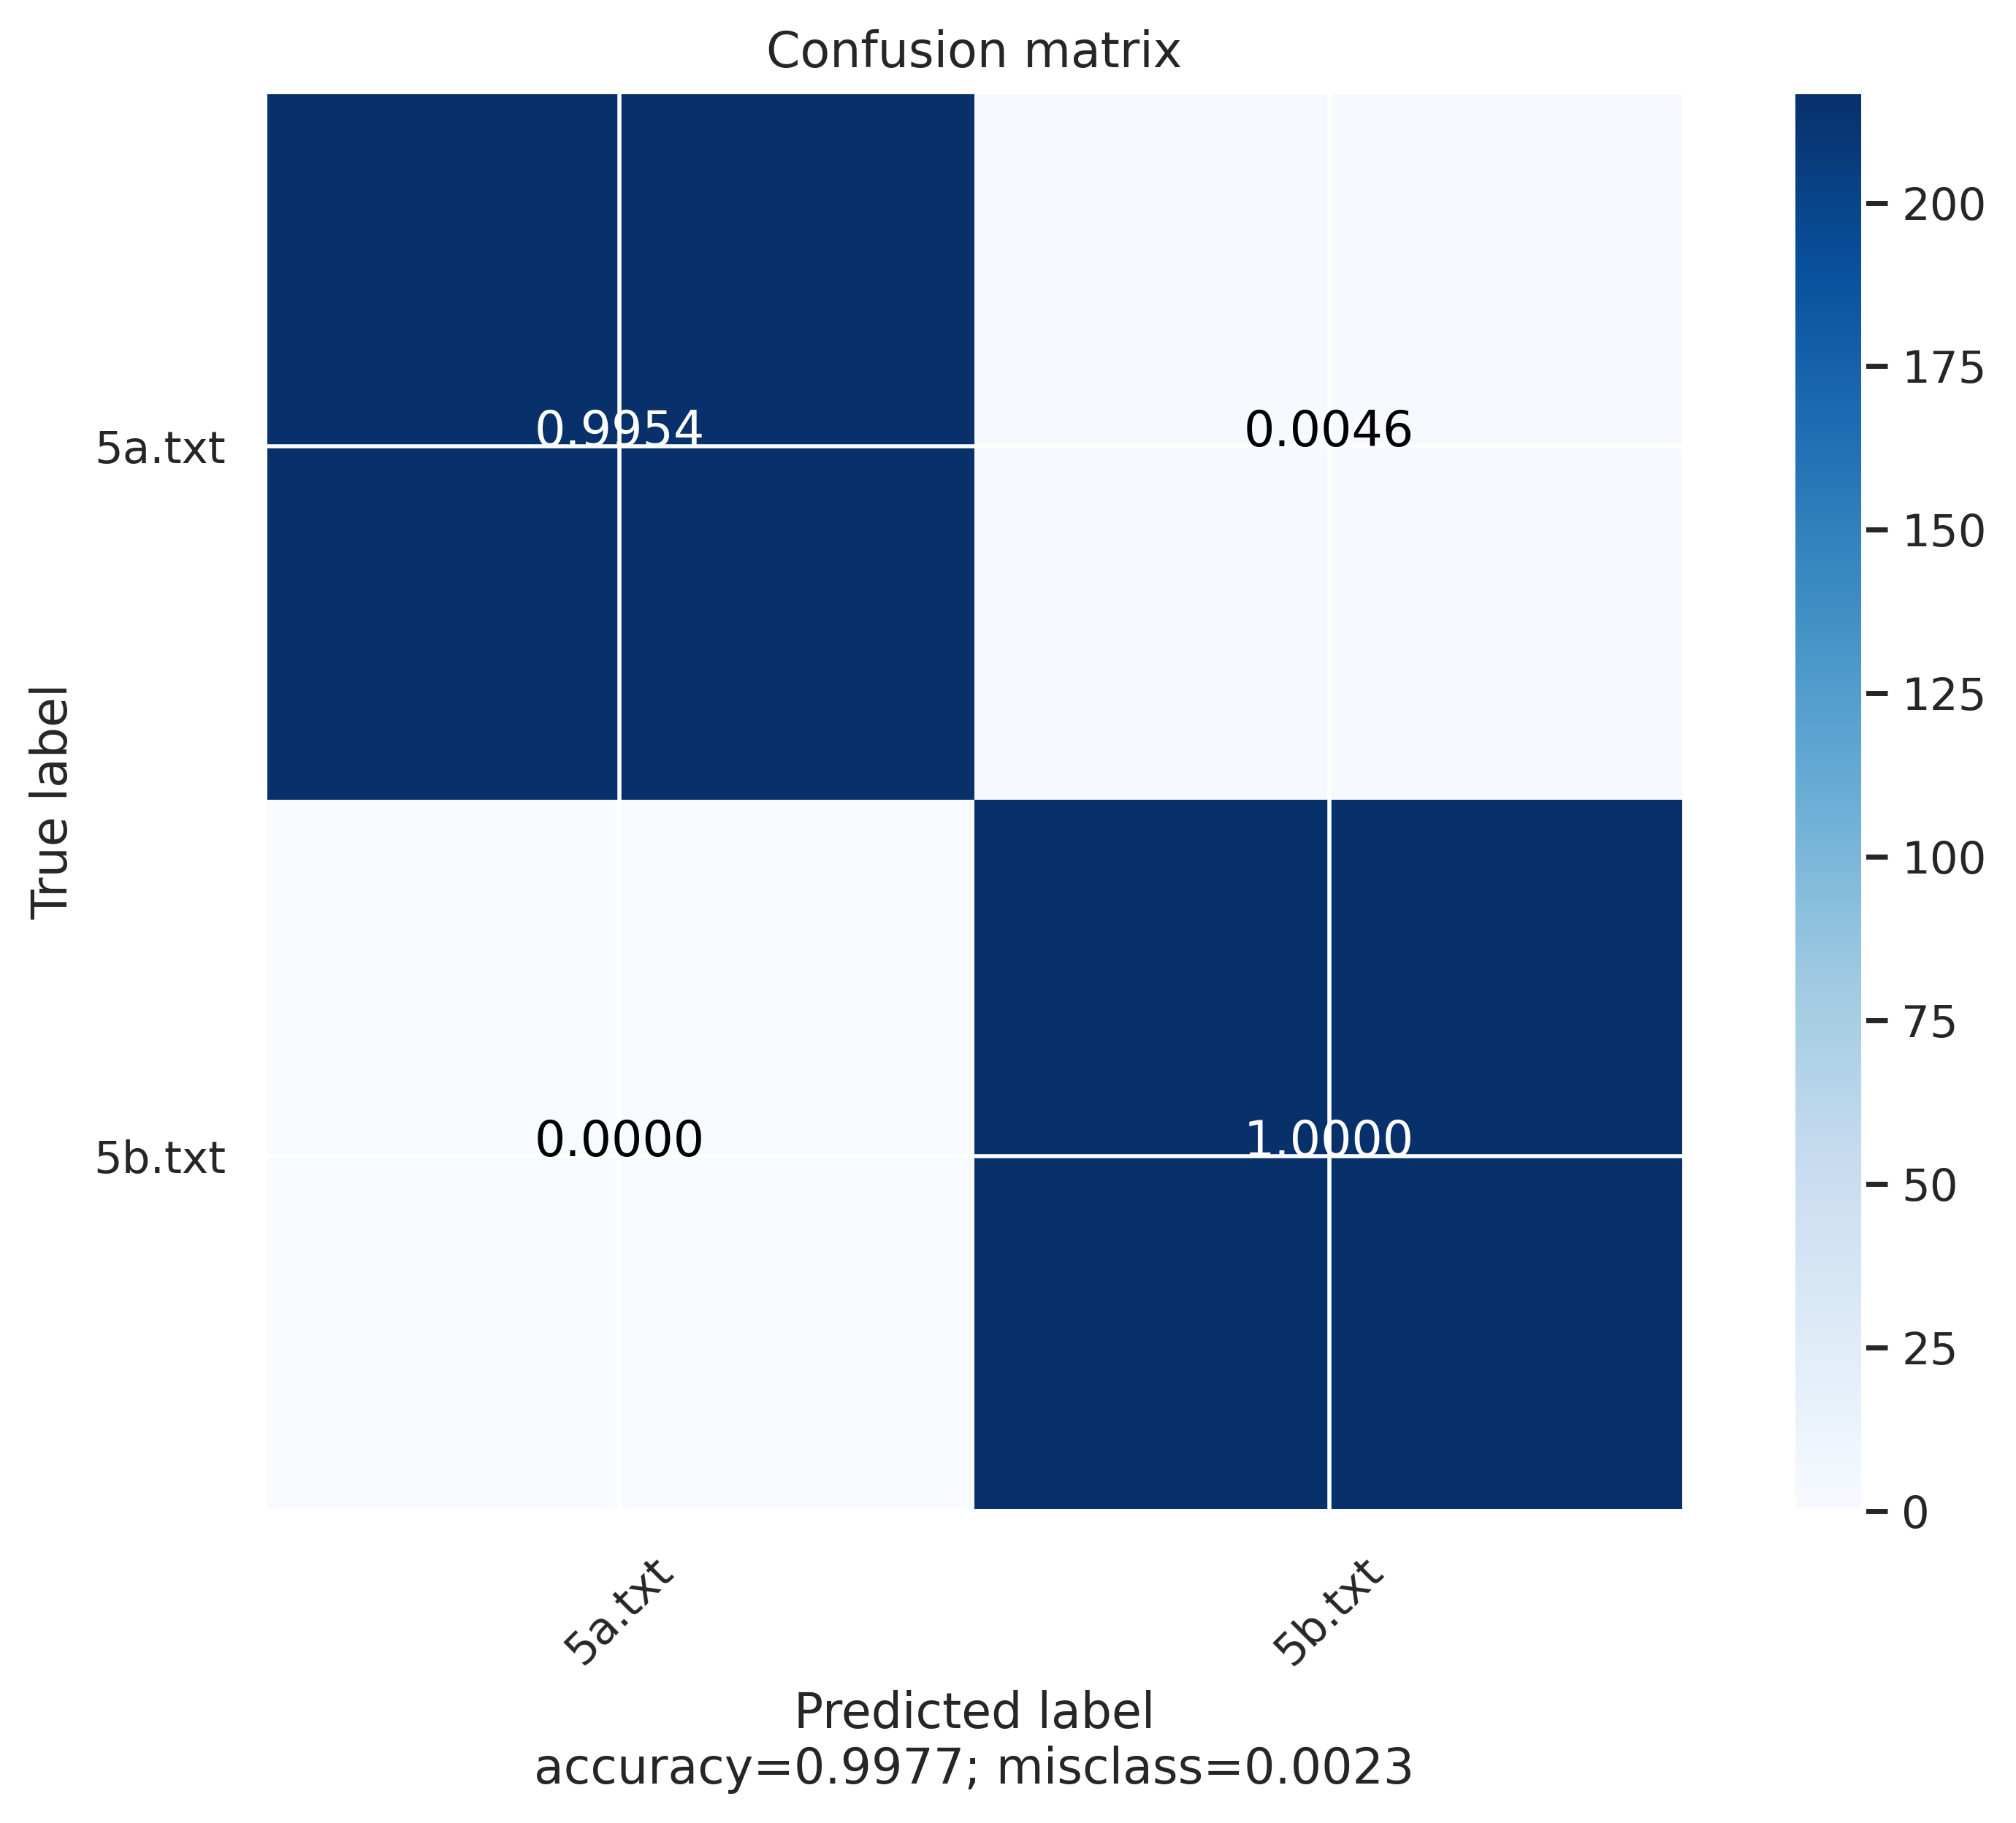 Confusion matrix
0.9954
0.0046
5a.txt
True label
0.0000
1.0000
5b.txt
5a.txt
5b.txt
Predicted label
accuracy=0.9977; misclass=0.0023
200
175
150
125
100
75
50
25
0